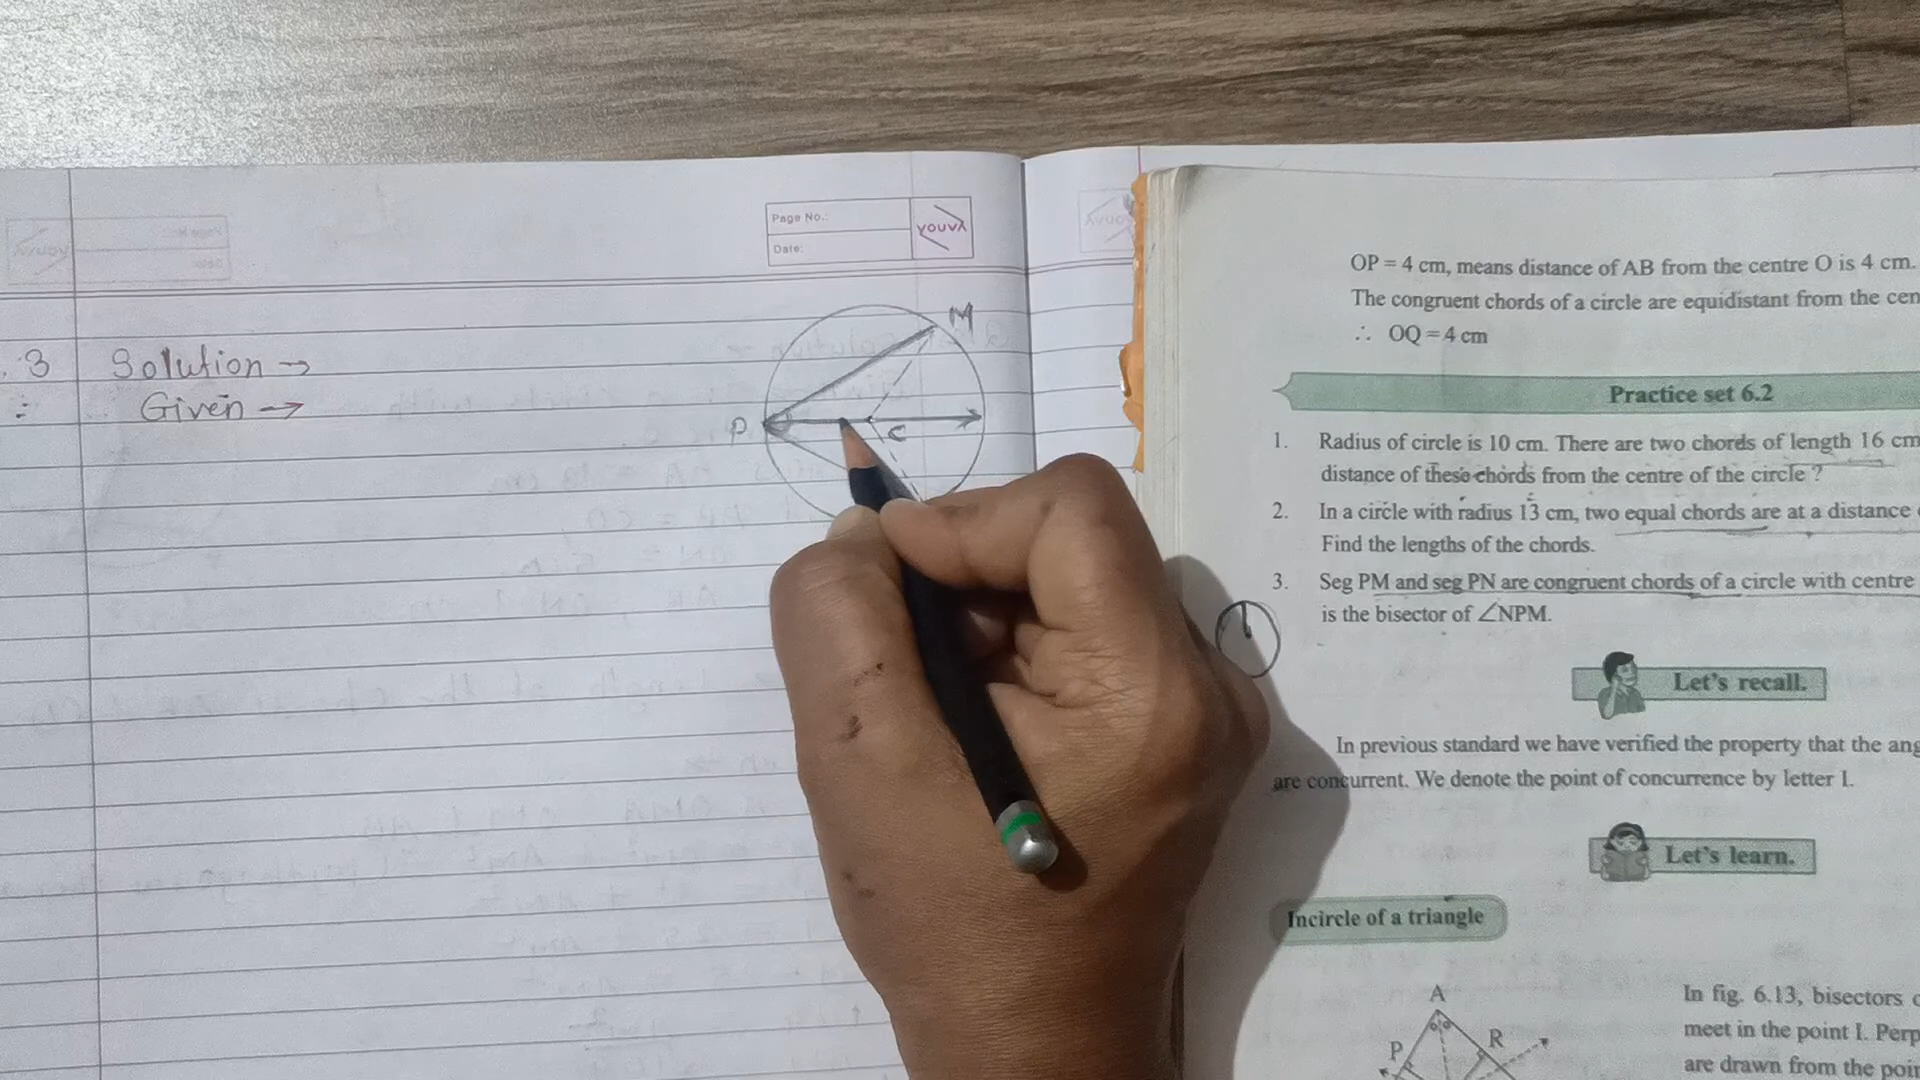 Page No.:
Date:
YOUVA
.3 Solution →
Given →
M
P
C
OP = 4 cm, means distance of AB from the centre O is 4 cm.
The congruent chords of a circle are equidistant from the cen
∴ OQ = 4 cm
Practice set 6.2
1. Radius of circle is 10 cm. There are two chords of length 16 cm
distance of these chords from the centre of the circle ?
2. In a circle with radius 13 cm, two equal chords are at a distance
Find the lengths of the chords.
3. Seg PM and seg PN are congruent chords of a circle with centre
is the bisector of ∠NPM.
Let's recall.
In previous standard we have verified the property that the ang
are concurrent. We denote the point of concurrence by letter I.
Let's learn.
Incircle of a triangle
In fig. 6.13, bisectors
meet in the point I. Perp
are drawn from the poin
A
R
P